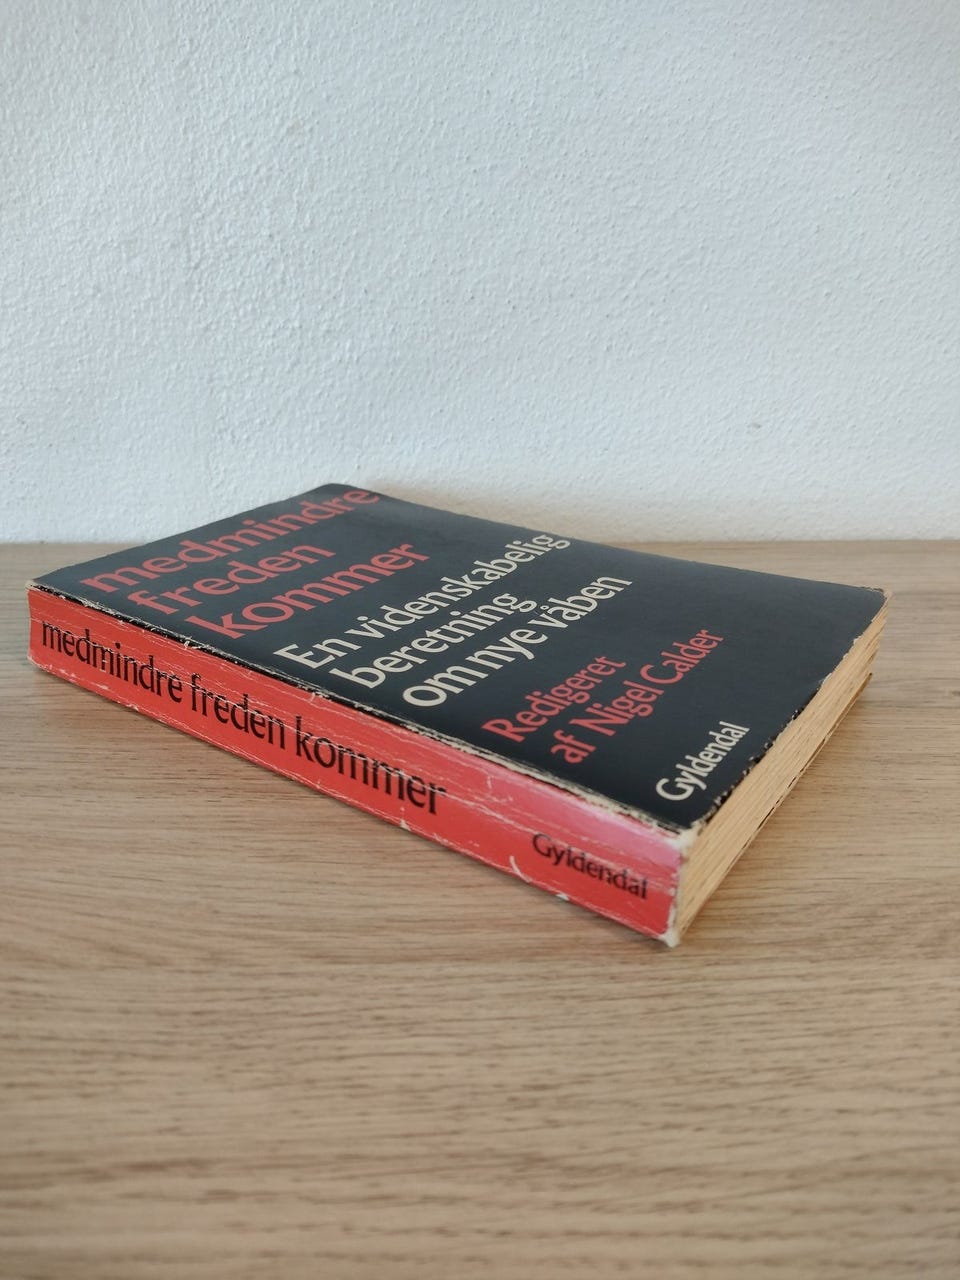 medmindre
freden
kommer
En videnskabelig
beretning
om nye våben
Redigeret
af Nigel Calder
Gyldendal
medmindre freden kommer
Gyldendal